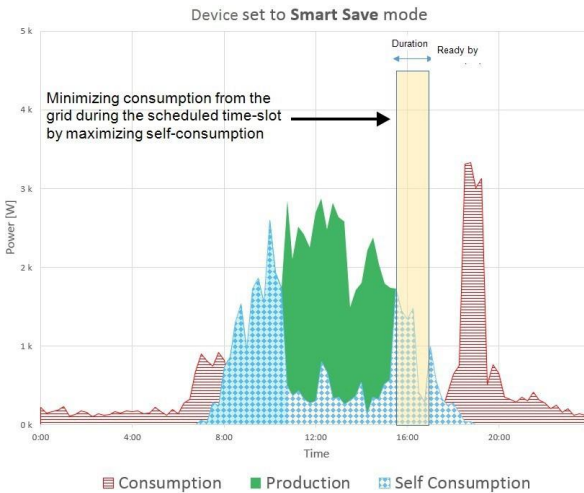 Device set to Smart Save mode
5 k
Duration
Ready by
Minimizing consumption from the
grid during the scheduled time-slot
by maximizing self-consumption
4 k
3 k
Power [W]
2 k
1 k
0 k
0:00 4:00 8:00 12:00 16:00 20:00
Time
Consumption Production Self Consumption